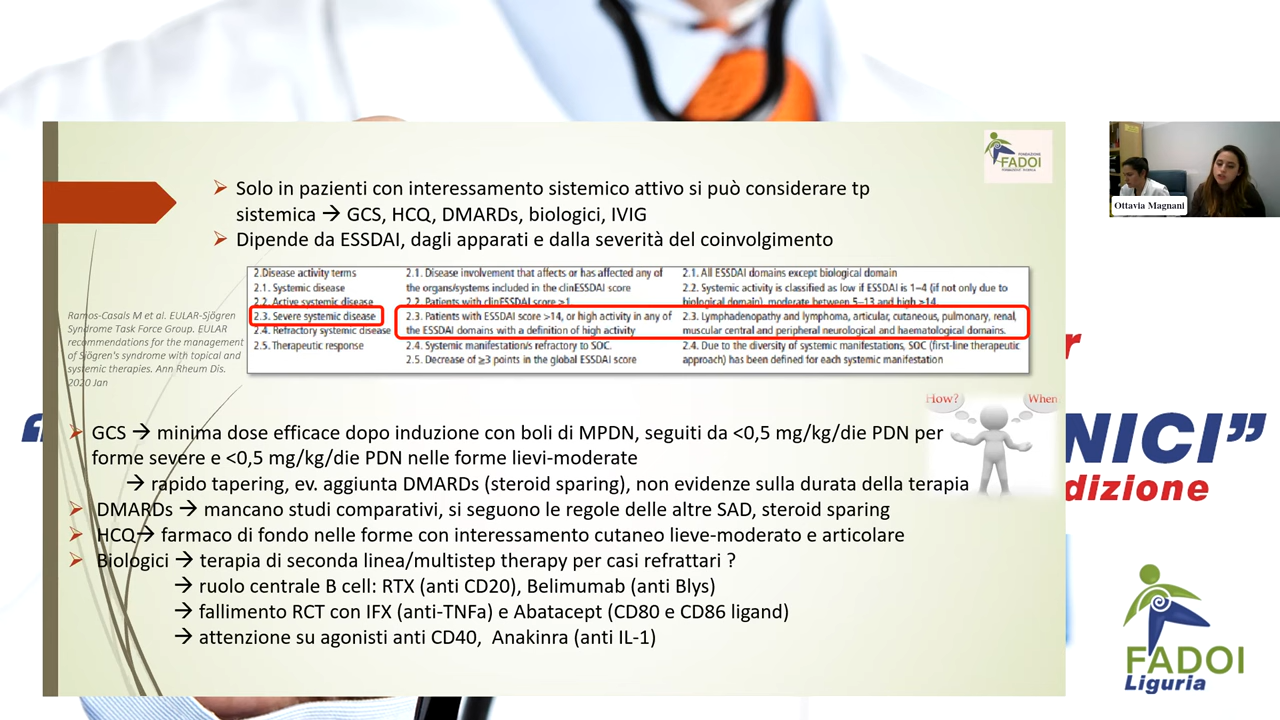 FONDAZIONE
FADOI
➢ Solo in pazienti con interessamento sistemico attivo si può considerare tp
sistemica → GCS, HCQ, DMARDs, biologici, IVIG
➢ Dipende da ESSDAI, dagli apparati e dalla severità del coinvolgimento
Ottavia Magnani
2.Disease activity terms
2.1. Systemic disease
2.2. Active systemic disease
2.3. Severe systemic disease
2.4. Refractory systemic disease
2.5. Therapeutic response
2.1. Disease involvement that affects or has affected any of
the organs/systems included in the clinESSDAI score
2.2. Patients with clinESSDAI score >1
2.3. Patients with ESSDAI score >14, or high activity in any of
the ESSDAI domains with a definition of high activity
2.4. Systemic manifestation/s refractory to SOC.
2.5. Decrease of ≥3 points in the global ESSDAI score
2.1. All ESSDAI domains except biological domain
2.2. Systemic activity is classified as low if ESSDAI is 1–4 (if not only due to
biological domain), moderate between 5–13 and high >14
2.3. Lymphadenopathy and lymphoma, articular, cutaneous, pulmonary, renal,
muscular central and peripheral neurological and haematological domains.
2.4. Due to the diversity of systemic manifestations, SOC (first-line therapeutic
approach) has been defined for each systemic manifestation
Ramos-Casals M et al. EULAR-Sjögren
Syndrome Task Force Group. EULAR
recommendations for the management
of Sjögren's syndrome with topical and
systemic therapies. Ann Rheum Dis.
2020 Jan
How?
When
➢ GCS → minima dose efficace dopo induzione con boli di MPDN, seguiti da <0,5 mg/kg/die PDN per
forme severe e <0,5 mg/kg/die PDN nelle forme lievi-moderate
→ rapido tapering, ev. aggiunta DMARDs (steroid sparing), non evidenze sulla durata della terapia
➢ DMARDs → mancano studi comparativi, si seguono le regole delle altre SAD, steroid sparing
➢ HCQ→ farmaco di fondo nelle forme con interessamento cutaneo lieve-moderato e articolare
➢ Biologici → terapia di seconda linea/multistep therapy per casi refrattari ?
→ ruolo centrale B cell: RTX (anti CD20), Belimumab (anti Blys)
→ fallimento RCT con IFX (anti-TNFa) e Abatacept (CD80 e CD86 ligand)
→ attenzione su agonisti anti CD40, Anakinra (anti IL-1)
r
“
NICI”
dizione
FADOI
Liguria